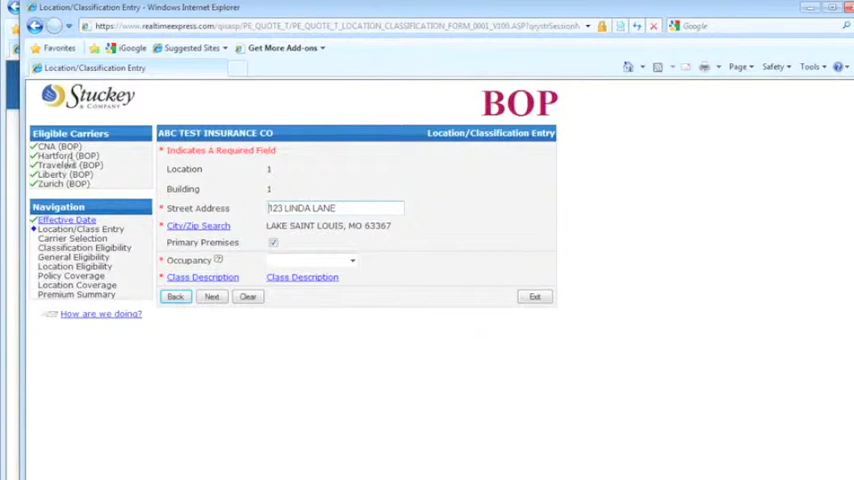 Location/Classification Entry - Windows Internet Explorer
Favorites iGoogle Suggested Sites Get More Add-ons
Google
Location/Classification Entry
Page Safety Tools
Stuckey
& COMPANY
BOP
Eligible Carriers
CNA (BOP)
Hartford (BOP)
Travelers (BOP)
Liberty (BOP)
Zurich (BOP)
Navigation
Effective Date
Location/Class Entry
Carrier Selection
Classification Eligibility
General Eligibility
Location Eligibility
Policy Coverage
Location Coverage
Premium Summary
How are we doing?
ABC TEST INSURANCE CO Location/Classification Entry
* Indicates A Required Field
Location 1
Building 1
* Street Address 123 LINDA LANE
* City/Zip Search LAKE SAINT LOUIS, MO 63367
Primary Premises
* Occupancy ?
* Class Description Class Description
Back Next Clear Exit